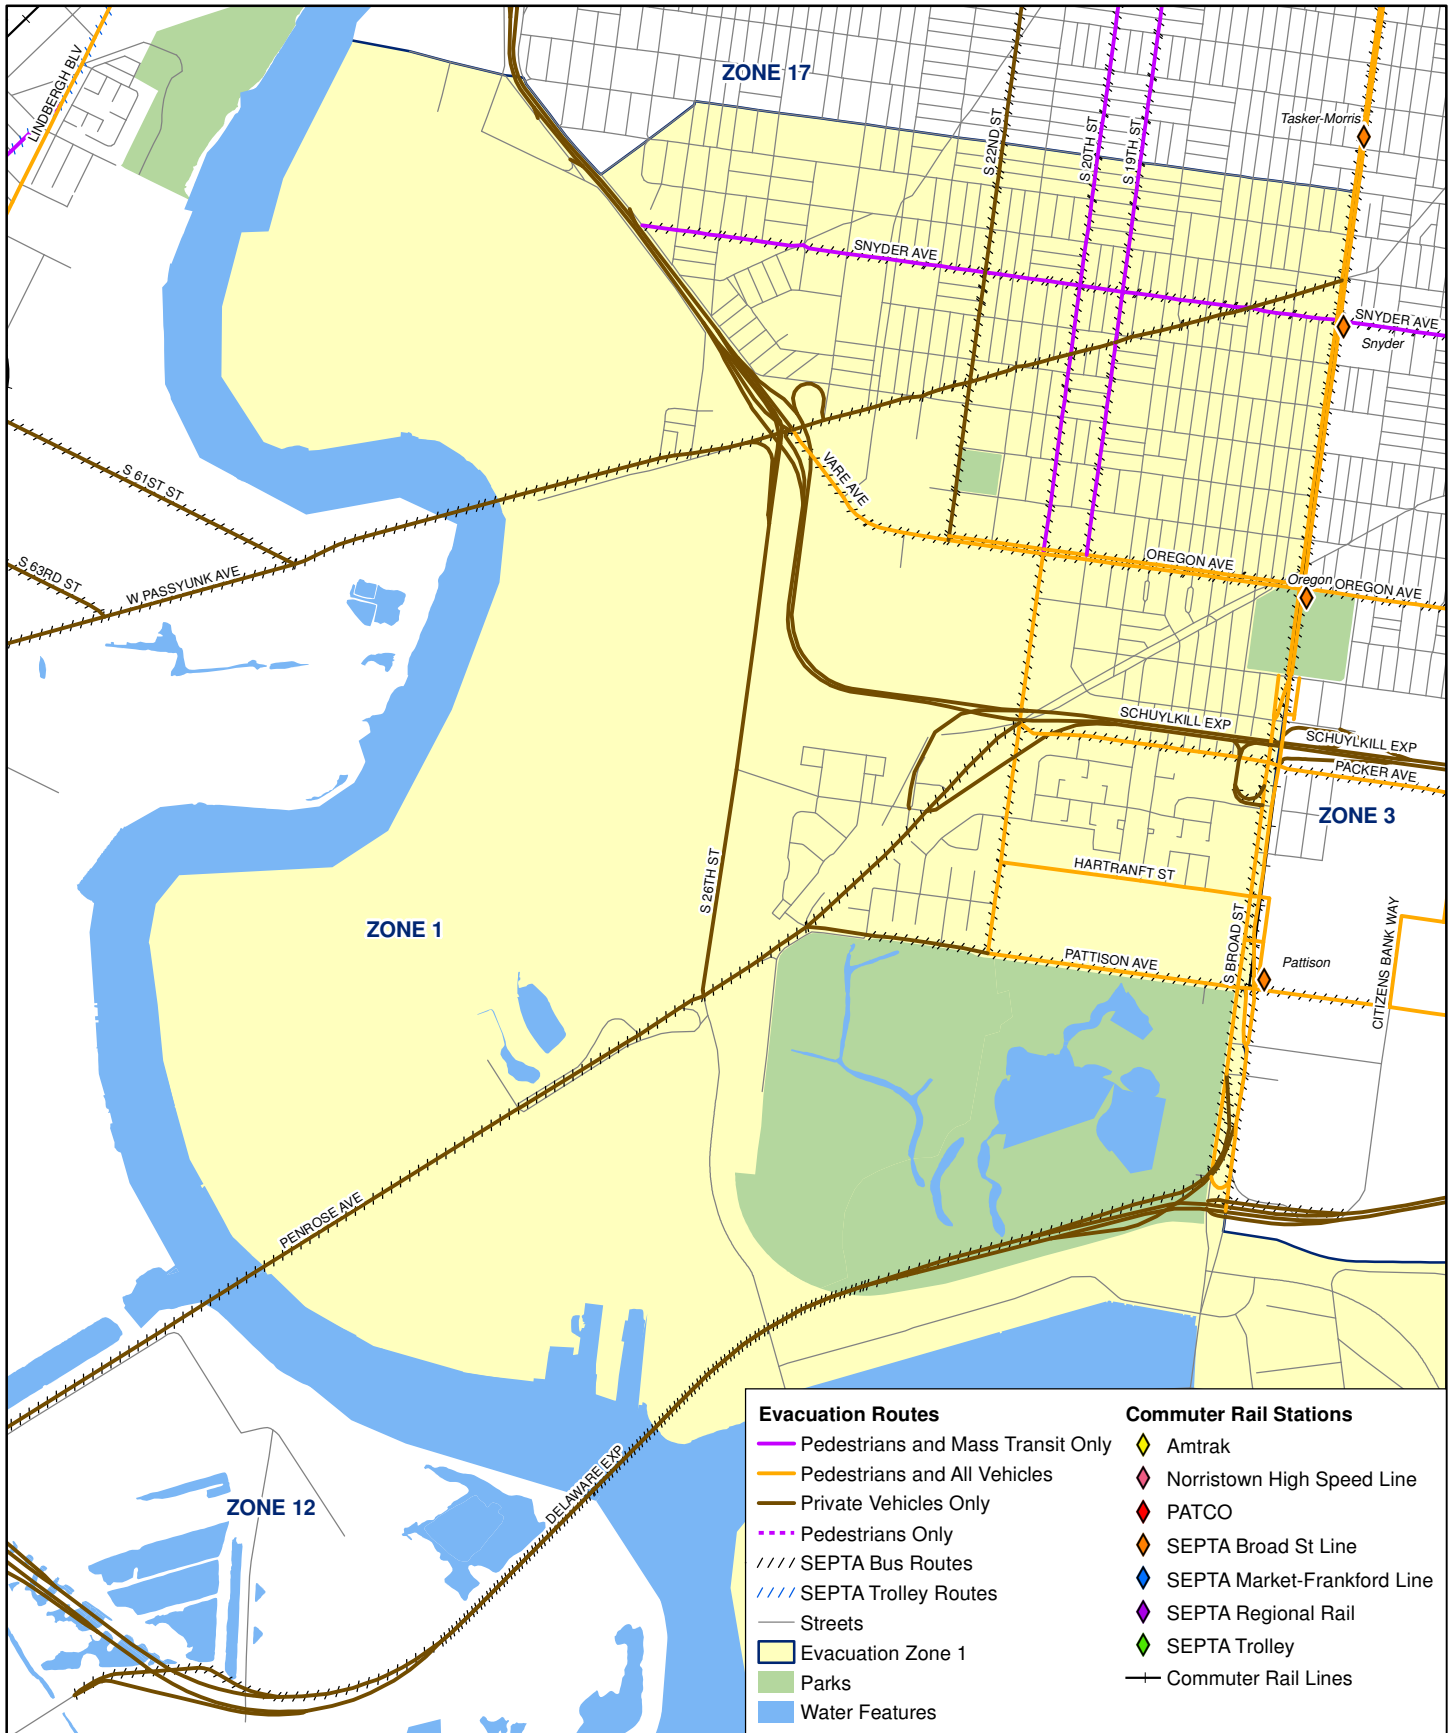 LINDBERGH BLV
ZONE 17
Tasker-Morris
S 22ND ST
S 20TH ST
S 19TH ST
SNYDER AVE
SNYDER AVE
Snyder
S 61ST ST
S 63RD ST
W PASSYUNK AVE
VARE AVE
OREGON AVE
Oregon
OREGON AVE
SCHUYLKILL EXP
SCHUYLKILL EXP
PACKER AVE
ZONE 3
HARTRANFT ST
S 26TH ST
ZONE 1
S BROAD ST
CITIZENS BANK WAY
PATTISON AVE
Pattison
PENROSE AVE
DELAWARE EXP
ZONE 12
Evacuation Routes
Pedestrians and Mass Transit Only
Pedestrians and All Vehicles
Private Vehicles Only
Pedestrians Only
SEPTA Bus Routes
SEPTA Trolley Routes
Streets
Evacuation Zone 1
Parks
Water Features
Commuter Rail Stations
Amtrak
Norristown High Speed Line
PATCO
SEPTA Broad St Line
SEPTA Market-Frankford Line
SEPTA Regional Rail
SEPTA Trolley
Commuter Rail Lines